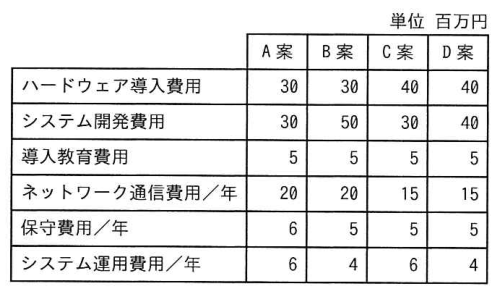 単位 百万円
A案 B案 C案 D案
ハードウェア導入費用 30 30 40 40
システム開発費用 30 50 30 40
導入教育費用 5 5 5 5
ネットワーク通信費用／年 20 20 15 15
保守費用／年 6 5 5 5
システム運用費用／年 6 4 6 4